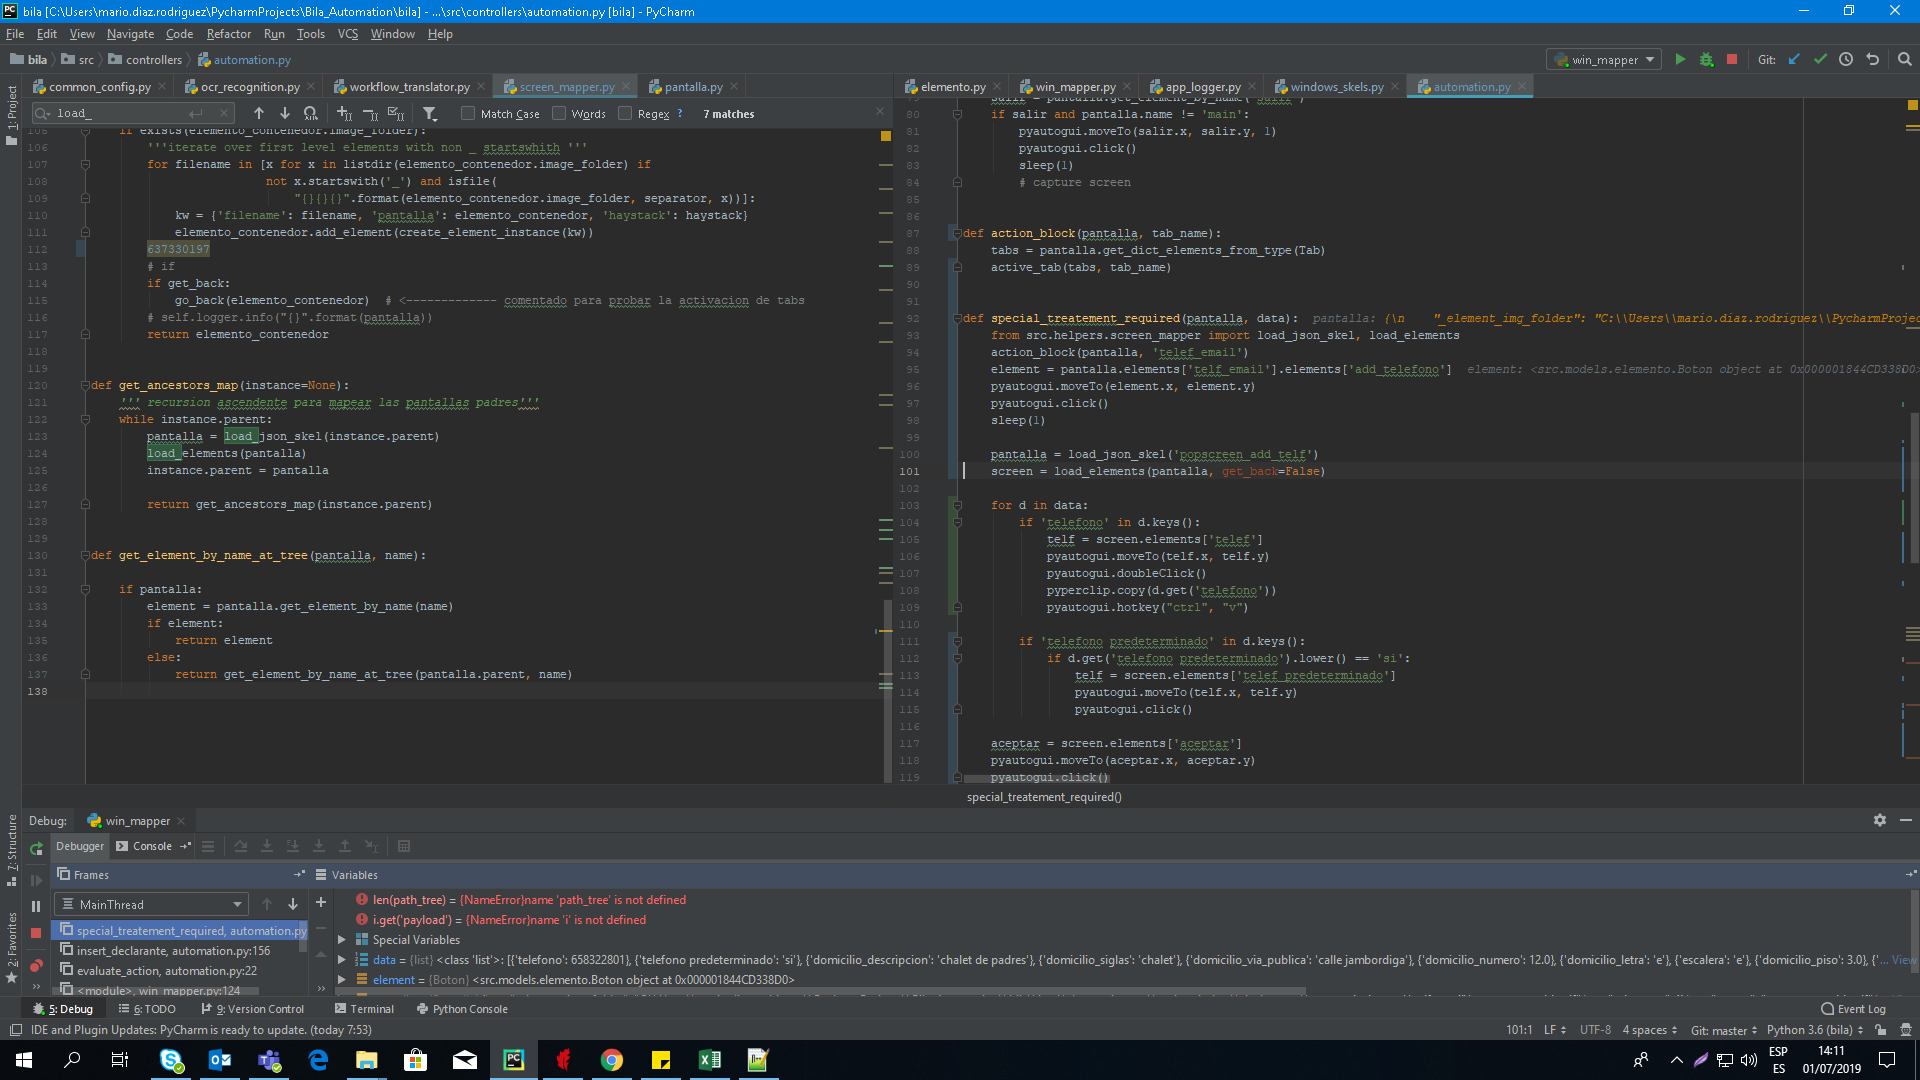 bila [C:\Users\mario.diaz.rodriguez\PycharmProjects\Bila_Automation\bila] - ...\src\controllers\automation.py [bila] - PyCharm
File Edit View Navigate Code Refactor Run Tools VCS Window Help
bila src controllers automation.py win_mapper Git:
common_config.py ocr_recognition.py workflow_translator.py screen_mapper.py pantalla.py
load_ Match Case Words Regex ? 7 matches
105 if exists(elemento_contenedor.image_folder):
106 '''iterate over first level elements with non _ startswhith '''
107 for filename in [x for x in listdir(elemento_contenedor.image_folder) if
108 not x.startswith('_') and isfile(
109 "{}{}{}".format(elemento_contenedor.image_folder, separator, x))]:
110 kw = {'filename': filename, 'pantalla': elemento_contenedor, 'haystack': haystack}
111 elemento_contenedor.add_element(create_element_instance(kw))
112 637330197
113 # if
114 if get_back:
115 go_back(elemento_contenedor) # <------------- comentado para probar la activacion de tabs
116 # self.logger.info("{}".format(pantalla))
117 return elemento_contenedor
118
119
120 def get_ancestors_map(instance=None):
121 ''' recursion ascendente para mapear las pantallas padres'''
122 while instance.parent:
123 pantalla = load_json_skel(instance.parent)
124 load_elements(pantalla)
125 instance.parent = pantalla
126
127 return get_ancestors_map(instance.parent)
128
129
130 def get_element_by_name_at_tree(pantalla, name):
131
132 if pantalla:
133 element = pantalla.get_element_by_name(name)
134 if element:
135 return element
136 else:
137 return get_element_by_name_at_tree(pantalla.parent, name)
138
elemento.py win_mapper.py app_logger.py windows_skels.py automation.py
79 salir = pantalla.get_element_by_name('salir')
80 if salir and pantalla.name != 'main':
81 pyautogui.moveTo(salir.x, salir.y, 1)
82 pyautogui.click()
83 sleep(1)
84 # capture screen
85
86
87 def action_block(pantalla, tab_name):
88 tabs = pantalla.get_dict_elements_from_type(Tab)
89 active_tab(tabs, tab_name)
90
91
92 def special_treatement_required(pantalla, data): pantalla: {\n "_element_img_folder": "C:\\Users\\mario.diaz.rodriguez\\PycharmProjec
93 from src.helpers.screen_mapper import load_json_skel, load_elements
94 action_block(pantalla, 'telef_email')
95 element = pantalla.elements['telf_email'].elements['add_telefono'] element: <src.models.elemento.Boton object at 0x000001844CD338D0>
96 pyautogui.moveTo(element.x, element.y)
97 pyautogui.click()
98 sleep(1)
99
100 pantalla = load_json_skel('popscreen_add_telf')
101 screen = load_elements(pantalla, get_back=False)
102
103 for d in data:
104 if 'telefono' in d.keys():
105 telf = screen.elements['telef']
106 pyautogui.moveTo(telf.x, telf.y)
107 pyautogui.doubleClick()
108 pyperclip.copy(d.get('telefono'))
109 pyautogui.hotkey("ctrl", "v")
110
111 if 'telefono predeterminado' in d.keys():
112 if d.get('telefono predeterminado').lower() == 'si':
113 telf = screen.elements['telef_predeterminado']
114 pyautogui.moveTo(telf.x, telf.y)
115 pyautogui.click()
116
117 aceptar = screen.elements['aceptar']
118 pyautogui.moveTo(aceptar.x, aceptar.y)
119 pyautogui.click()
special_treatement_required()
1: Project
7: Structure
2: Favorites
Debug: win_mapper
Debugger Console
Frames Variables
MainThread
special_treatement_required, automation.py
insert_declarante, automation.py:156
evaluate_action, automation.py:22
<module>, win_mapper.py:124
len(path_tree) = {NameError}name 'path_tree' is not defined
i.get('payload') = {NameError}name 'i' is not defined
Special Variables
data = {list} <class 'list'>: [{'telefono': 658322801}, {'telefono predeterminado': 'si'}, {'domicilio_descripcion': 'chalet de padres'}, {'domicilio_siglas': 'chalet'}, {'domicilio_via_publica': 'calle jambordiga'}, {'domicilio_numero': 12.0}, {'domicilio_letra': 'e'}, {'escalera': 'e'}, {'domicilio_piso': 3.0}, {' ... View
element = {Boton} <src.models.elemento.Boton object at 0x000001844CD338D0>
5: Debug 6: TODO 9: Version Control Terminal Python Console Event Log
IDE and Plugin Updates: PyCharm is ready to update. (today 7:53) 101:1 LF UTF-8 4 spaces Git: master Python 3.6 (bila)
ESP
ES
14:11
01/07/2019